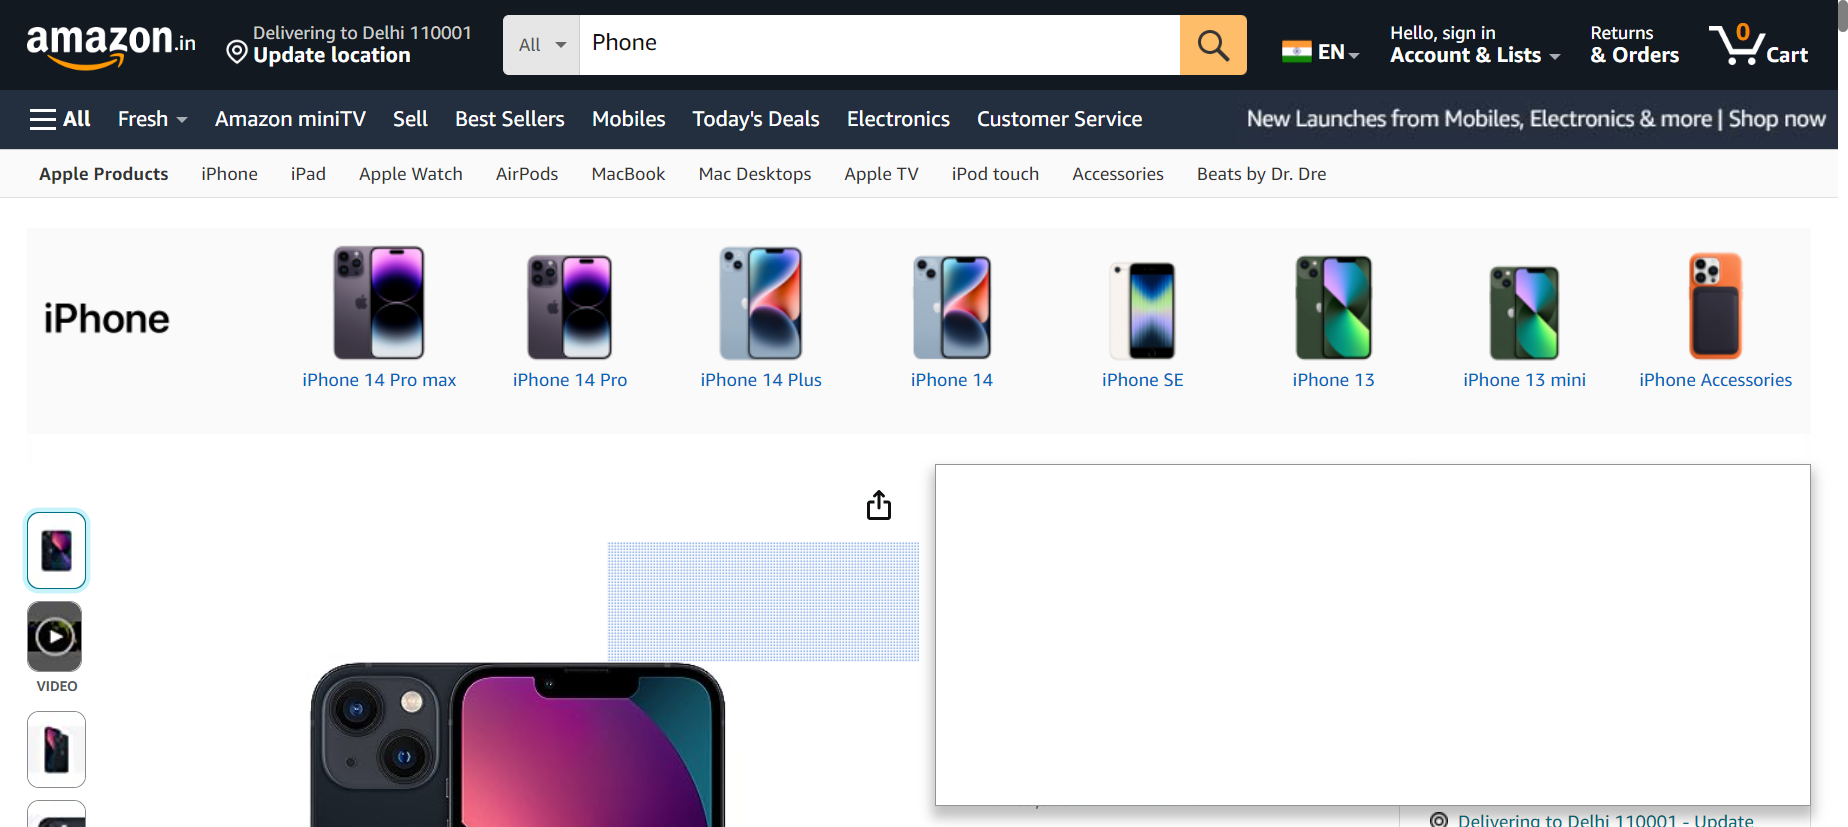 amazon.in
Delivering to Delhi 110001
Update location
All
Phone
EN
Hello, sign in
Account & Lists
Returns
& Orders
0
Cart
All
Fresh
Amazon miniTV
Sell
Best Sellers
Mobiles
Today's Deals
Electronics
Customer Service
New Launches from Mobiles, Electronics & more | Shop now
Apple Products
iPhone
iPad
Apple Watch
AirPods
MacBook
Mac Desktops
Apple TV
iPod touch
Accessories
Beats by Dr. Dre
iPhone
iPhone 14 Pro max
iPhone 14 Pro
iPhone 14 Plus
iPhone 14
iPhone SE
iPhone 13
iPhone 13 mini
iPhone Accessories
VIDEO
Delivering to Delhi 110001 - Update